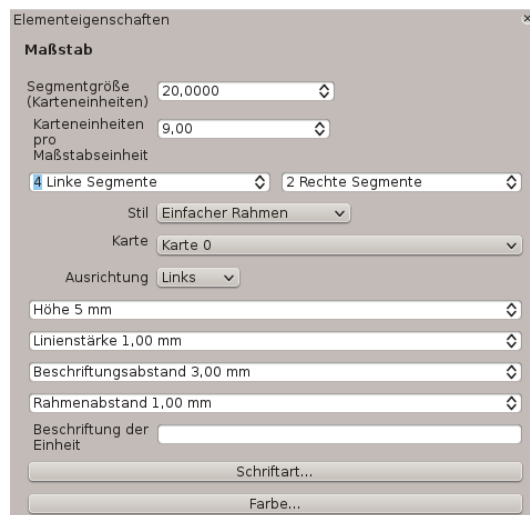 Elementeigenschaften
Maßstab
Segmentgröße
(Karteneinheiten)
20,0000
Karteneinheiten
pro
Maßstabseinheit
9,00
4 Linke Segmente
2 Rechte Segmente
Stil
Einfacher Rahmen
Karte
Karte 0
Ausrichtung
Links
Höhe 5 mm
Linienstärke 1,00 mm
Beschriftungsabstand 3,00 mm
Rahmenabstand 1,00 mm
Beschriftung der
Einheit
Schriftart...
Farbe...